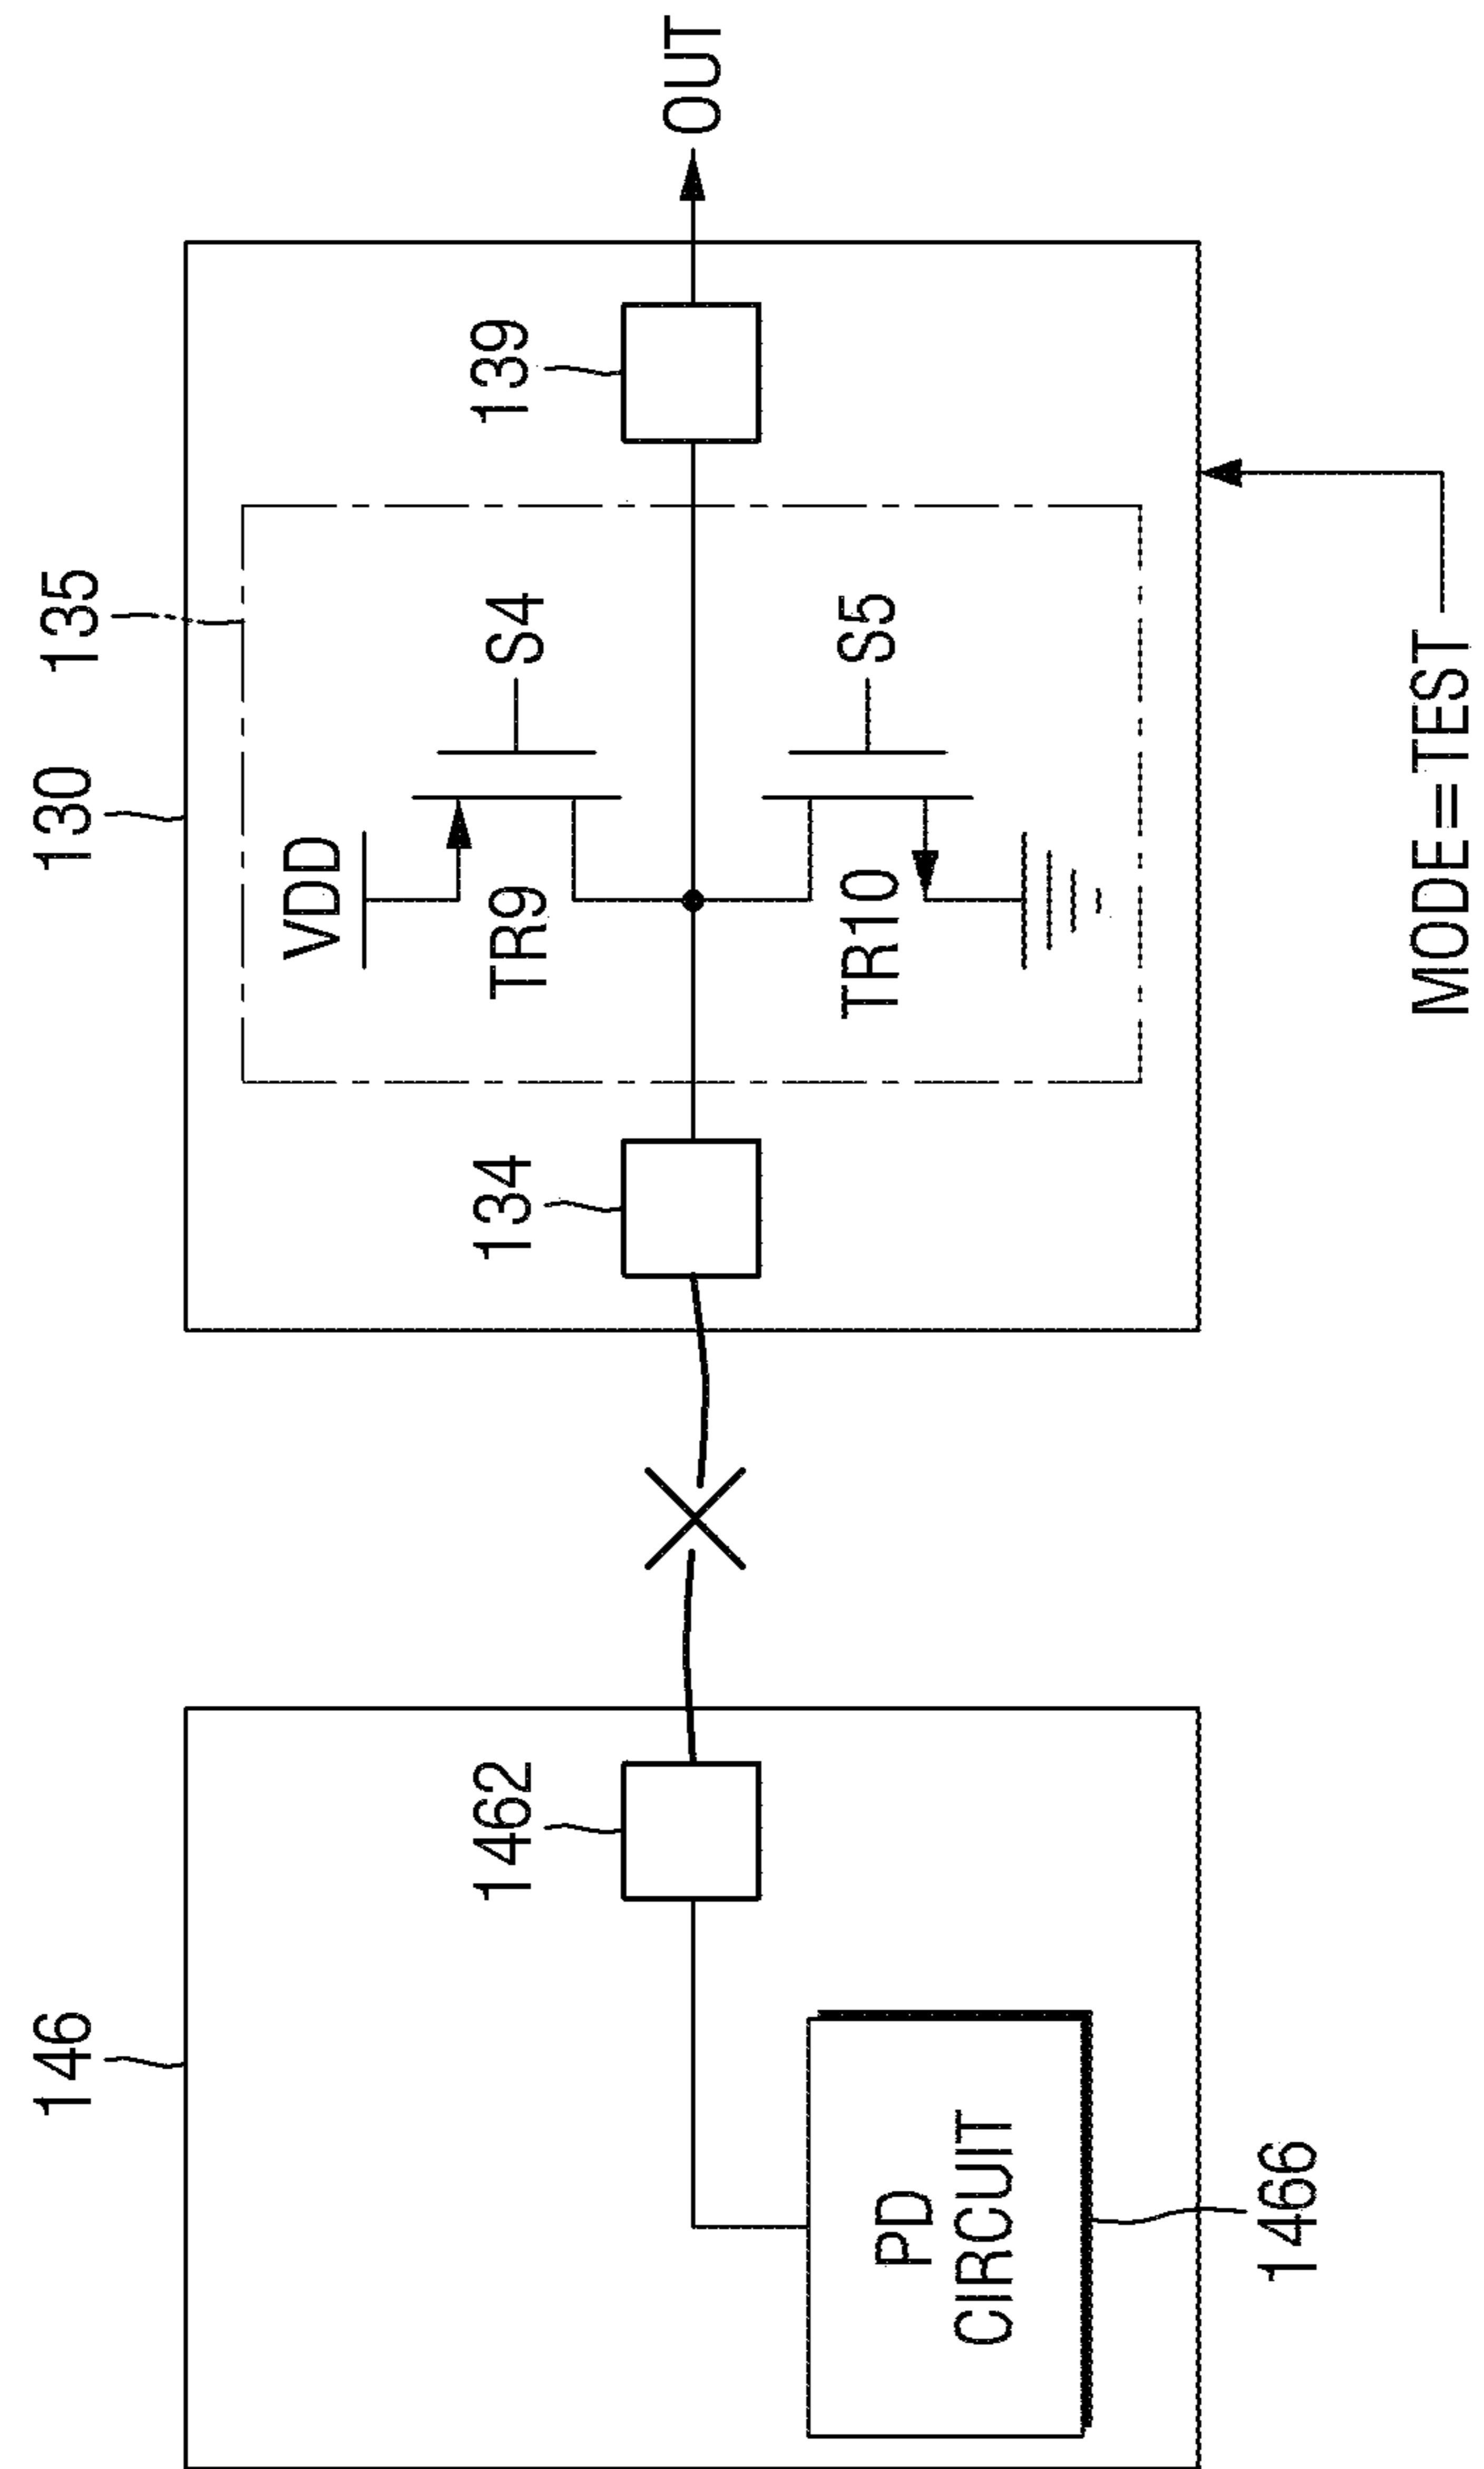 146
130
135
1462
134
139
VDD
TR9
S4
TR10
S5
OUT
PD
CIRCUIT
1466
MODE=TEST